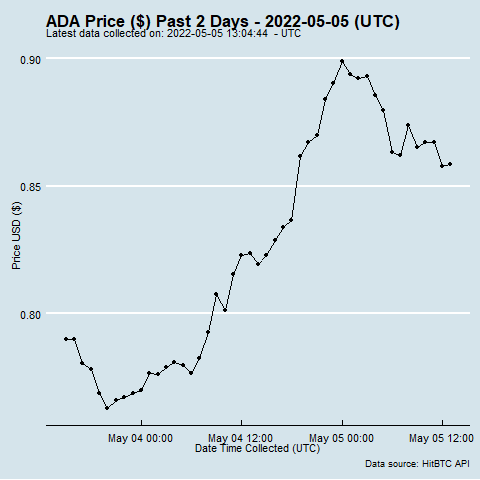 ADA Price ($) Past 2 Days - 2022-05-05 (UTC)
Latest data collected on: 2022-05-05 13:04:44 - UTC
0.90
0.85
0.80
Price USD ($)
May 04 00:00
May 04 12:00
May 05 00:00
May 05 12:00
Date Time Collected (UTC)
Data source: HitBTC API